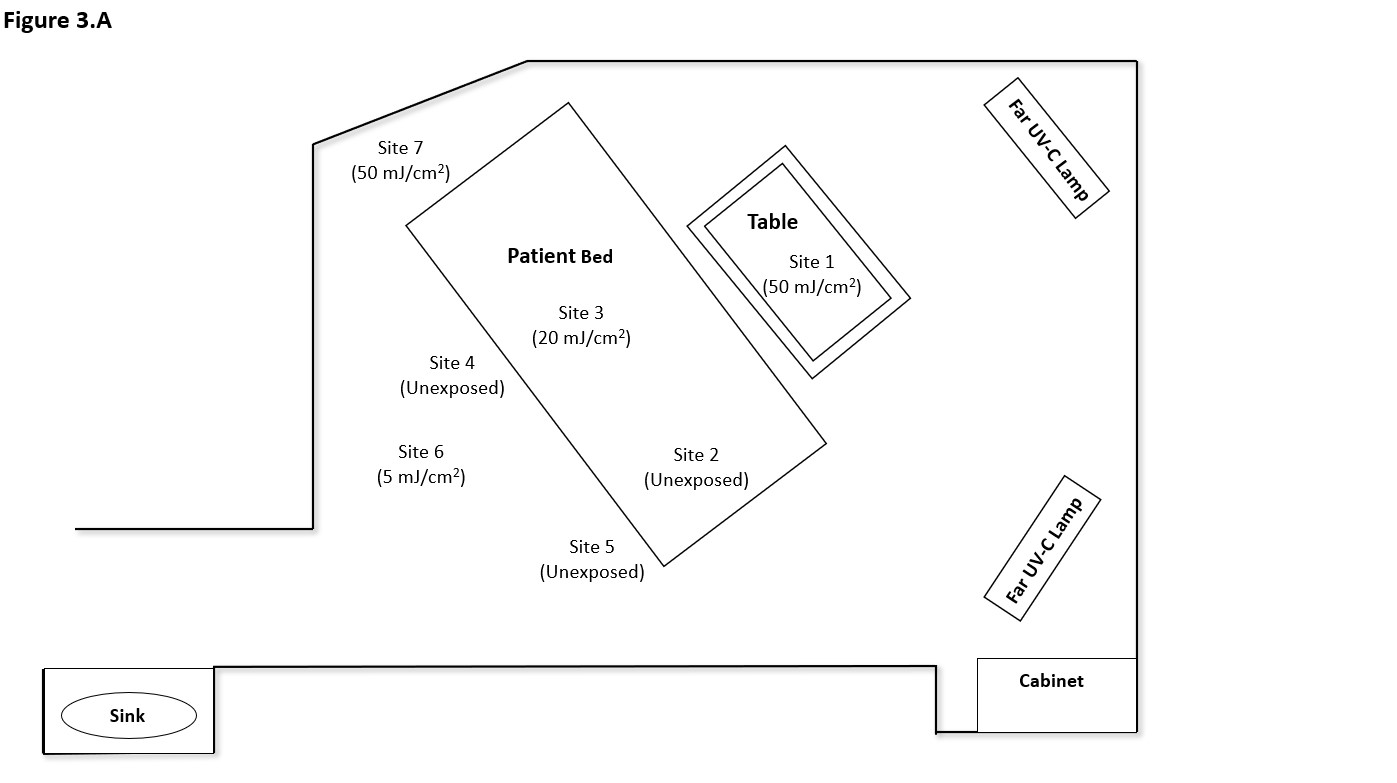 Figure 3.A
Far UV-C Lamp
Site 7
(50 mJ/cm²)
Table
Site 1
(50 mJ/cm²)
Patient Bed
Site 3
(20 mJ/cm²)
Site 4
(Unexposed)
Site 6
(5 mJ/cm²)
Site 2
(Unexposed)
Site 5
(Unexposed)
Far UV-C Lamp
Cabinet
Sink